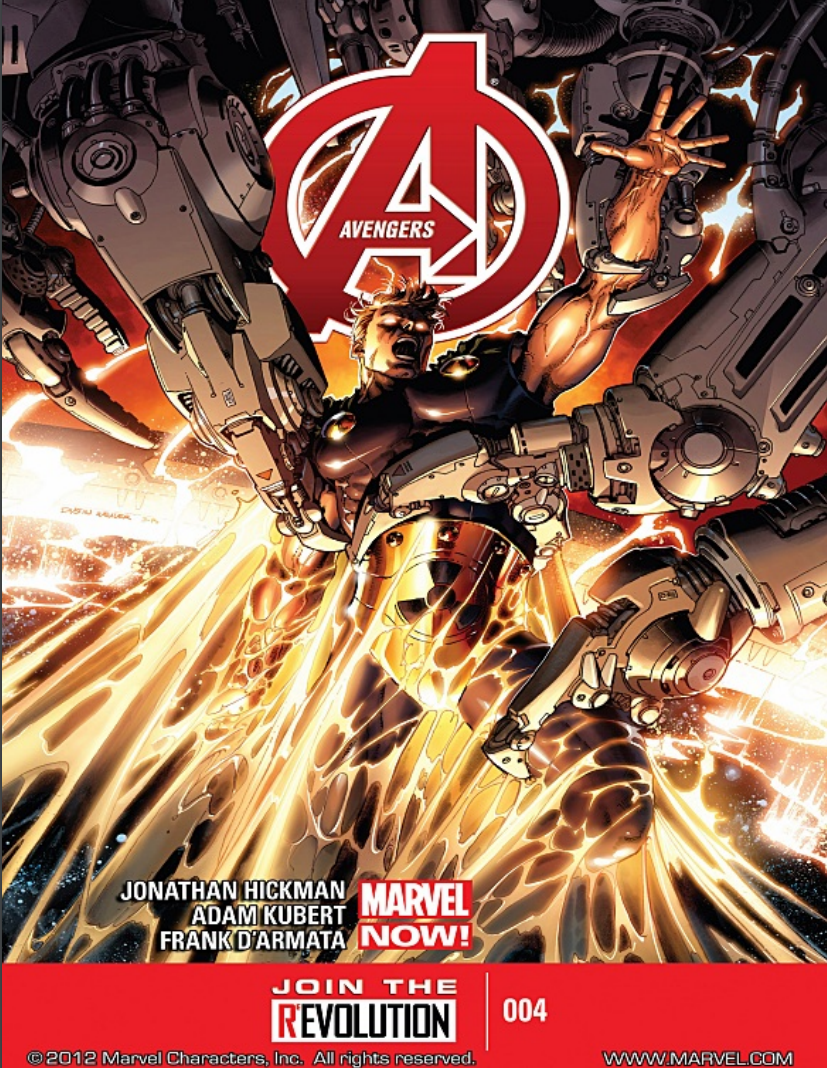 AVENGERS
JONATHAN HICKMAN
ADAM KUBERT
FRANK D'ARMATA
MARVEL
NOW!
JOIN THE
R'EVOLUTION
004
©2012 Marvel Characters, Inc. All rights reserved.
WWW.MARVEL.COM